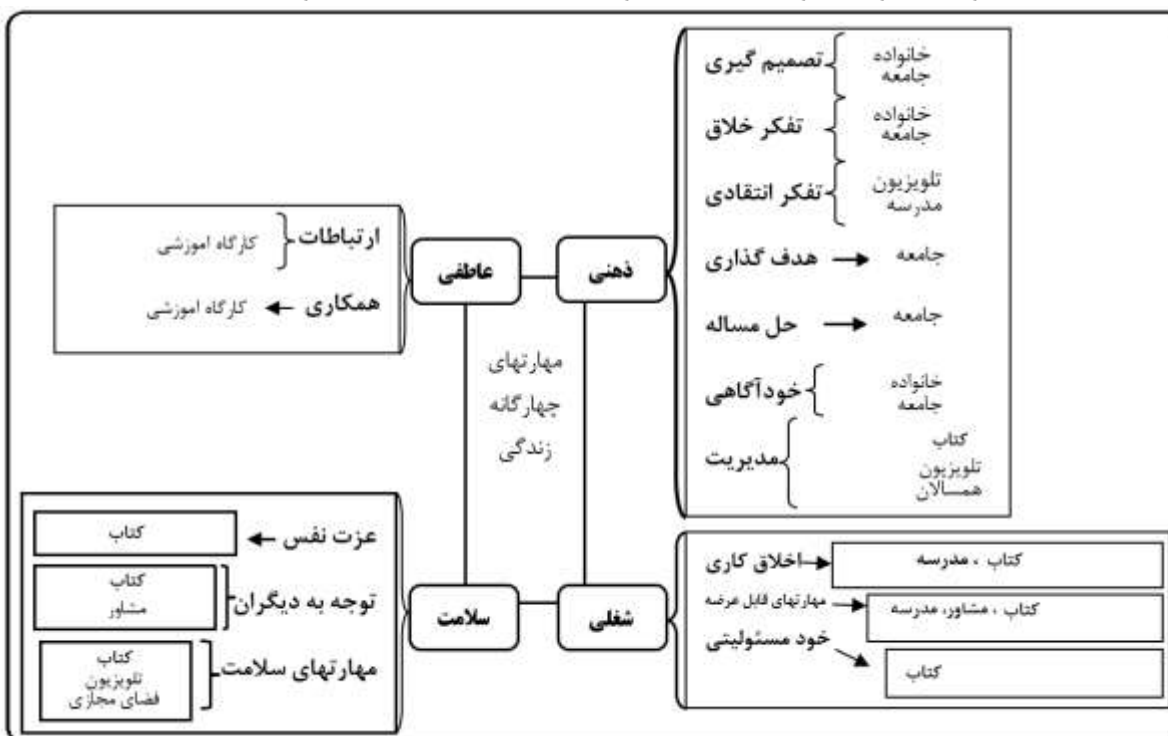 تصمیم گیری
خانواده
جامعه
تفکر خلاق
خانواده
جامعه
تفکر انتقادی
تلویزیون
مدرسه
هدف گذاری
جامعه
حل مساله
جامعه
خودآگاهی
خانواده
جامعه
مدیریت
کتاب
تلویزیون
همسالان
ذهنی
عاطفی
ارتباطات
کارگاه اموزشی
همکاری
کارگاه اموزشی
مهارتهای
چهارگانه
زندگی
شغلی
اخلاق کاری
کتاب ، مدرسه
مهارتهای قابل عرضه
کتاب ، مشاور، مدرسه
خود مسئولیتی
کتاب
سلامت
عزت نفس
کتاب
توجه به دیگران
کتاب
مشاور
مهارتهای سلامت
کتاب
تلویزیون
فضای مجازی